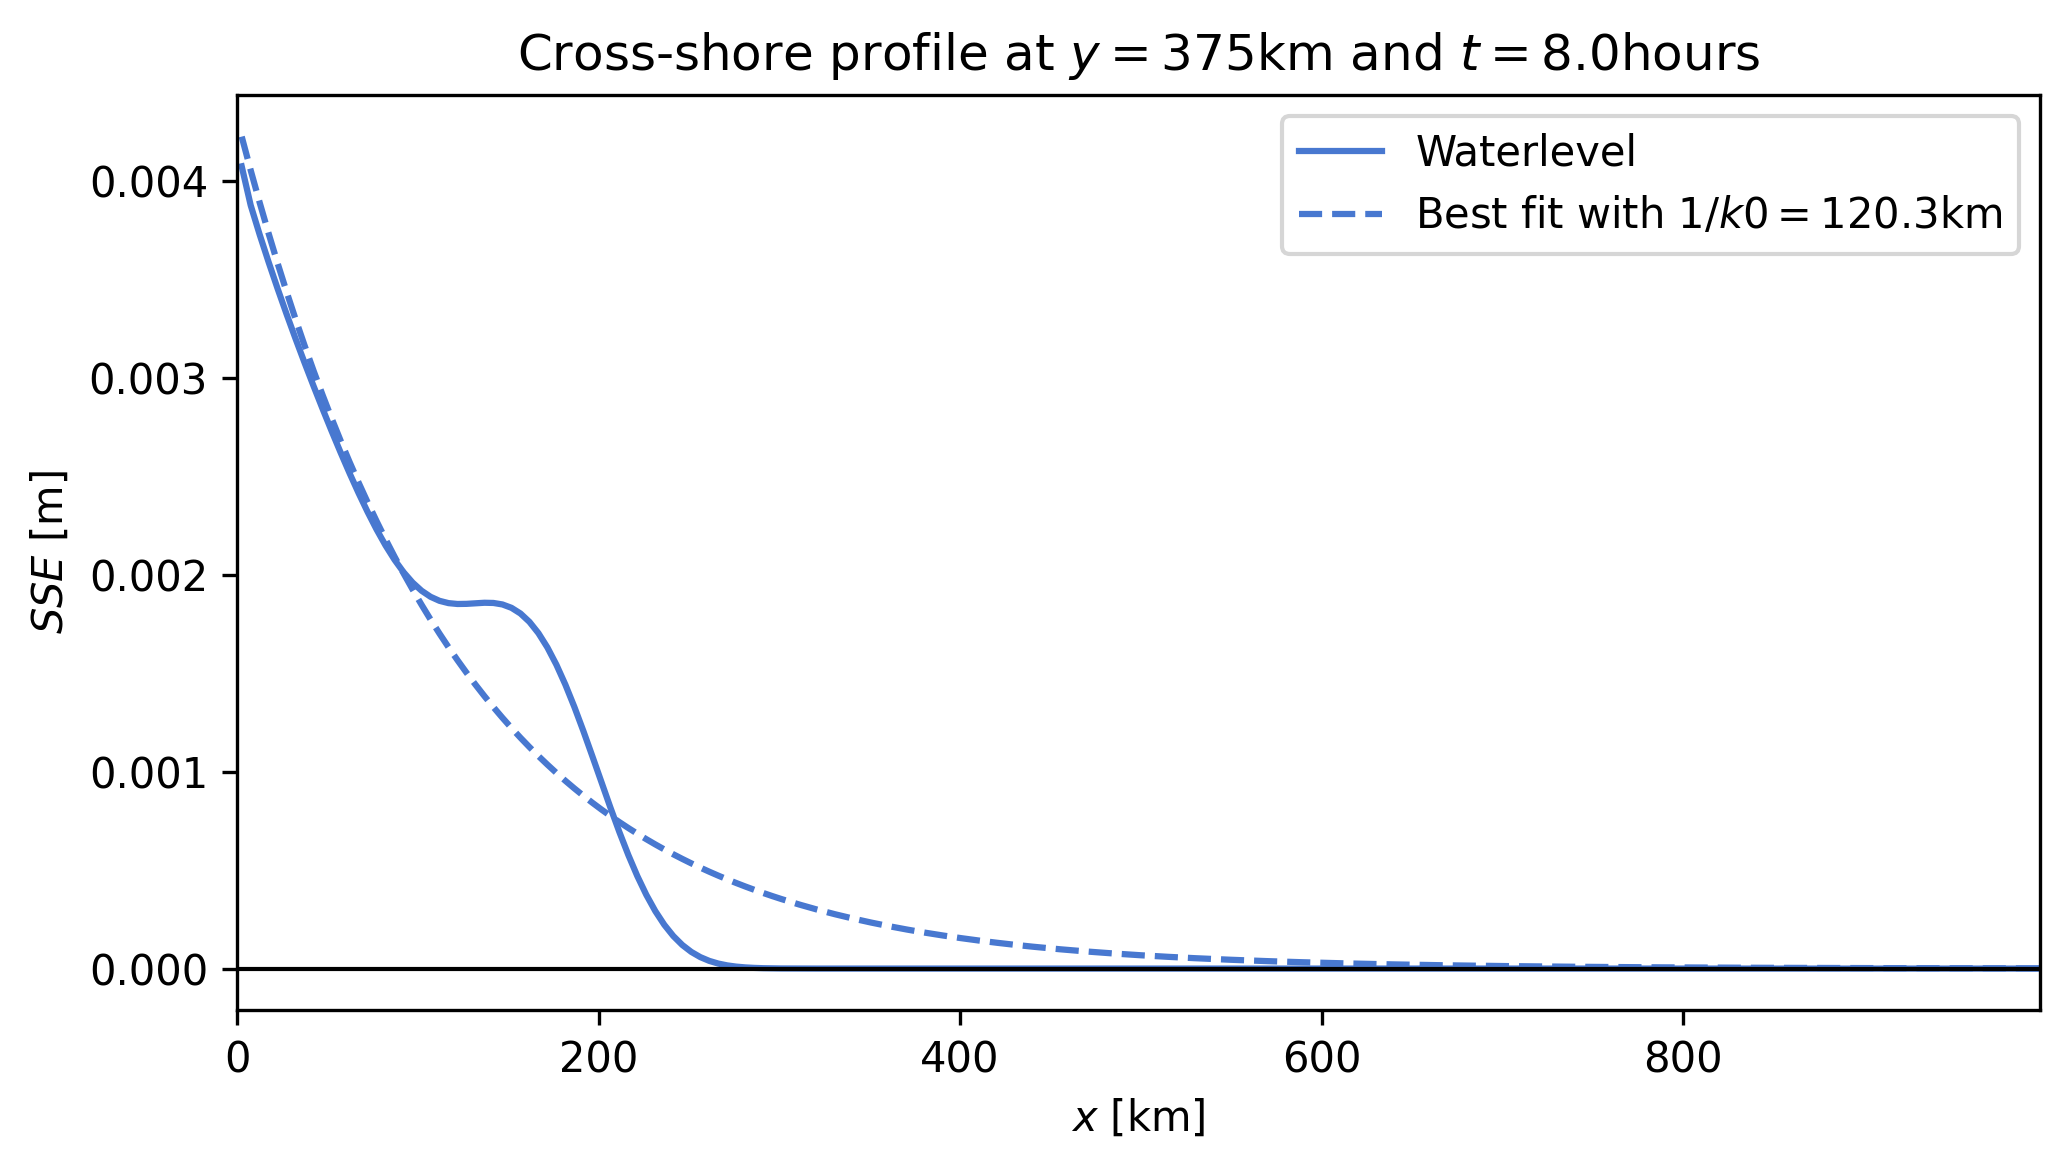 Cross-shore profile at y = 375km and t = 8.0hours
Waterlevel
Best fit with 1/k0 = 120.3km
0.004
0.003
0.002
0.001
0.000
SSE [m]
0 200 400 600 800
x [km]